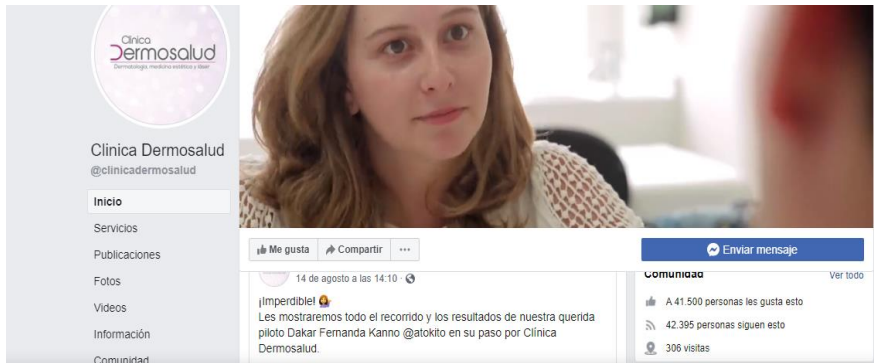 Clínica
Dermosalud
Dermatología, medicina estética y láser
Clinica Dermosalud
@clinicadermosalud
Inicio
Servicios
Publicaciones
Fotos
Videos
Información
Comunidad
Me gusta
Compartir
...
Enviar mensaje
14 de agosto a las 14:10 ·
¡Imperdible!
Les mostraremos todo el recorrido y los resultados de nuestra querida
piloto Dakar Fernanda Kanno @atokito en su paso por Clínica
Dermosalud.
Comunidad
Ver todo
A 41.500 personas les gusta esto
42.395 personas siguen esto
306 visitas